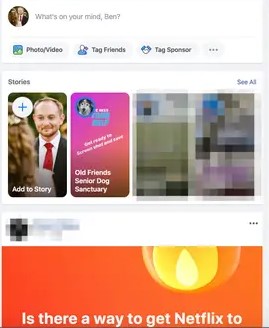 What's on your mind, Ben?
Photo/Video
Tag Friends
Tag Sponsor
...
Stories
See All
Get ready to
Add to Story
Old Friends
Senior Dog
Sanctuary
...
Is there a way to get Netflix to